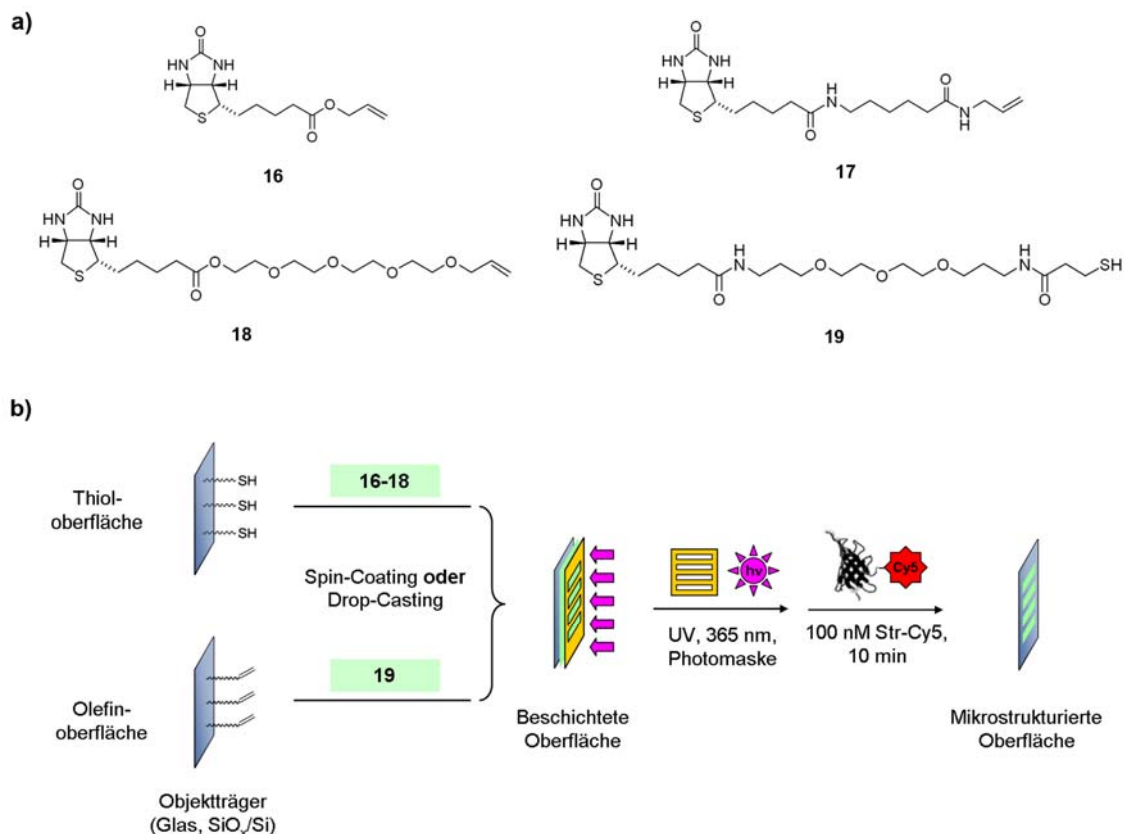 a)
O
HN NH
H H
S
O
O
16
O
HN NH
H H
S
H
N
O
O
N
H
17
O
HN NH
H H
S
O
O
O
O
O
O
18
O
HN NH
H H
S
H
N
O
O
O
O
H
N
O
SH
19
b)
Thiol-
oberfläche
SH
SH
SH
16-18
Spin-Coating oder
Drop-Casting
19
Olefin-
oberfläche
Objektträger
(Glas, SiOx/Si)
Beschichtete
Oberfläche
hν
UV, 365 nm,
Photomaske
Cy5
100 nM Str-Cy5,
10 min
Mikrostrukturierte
Oberfläche